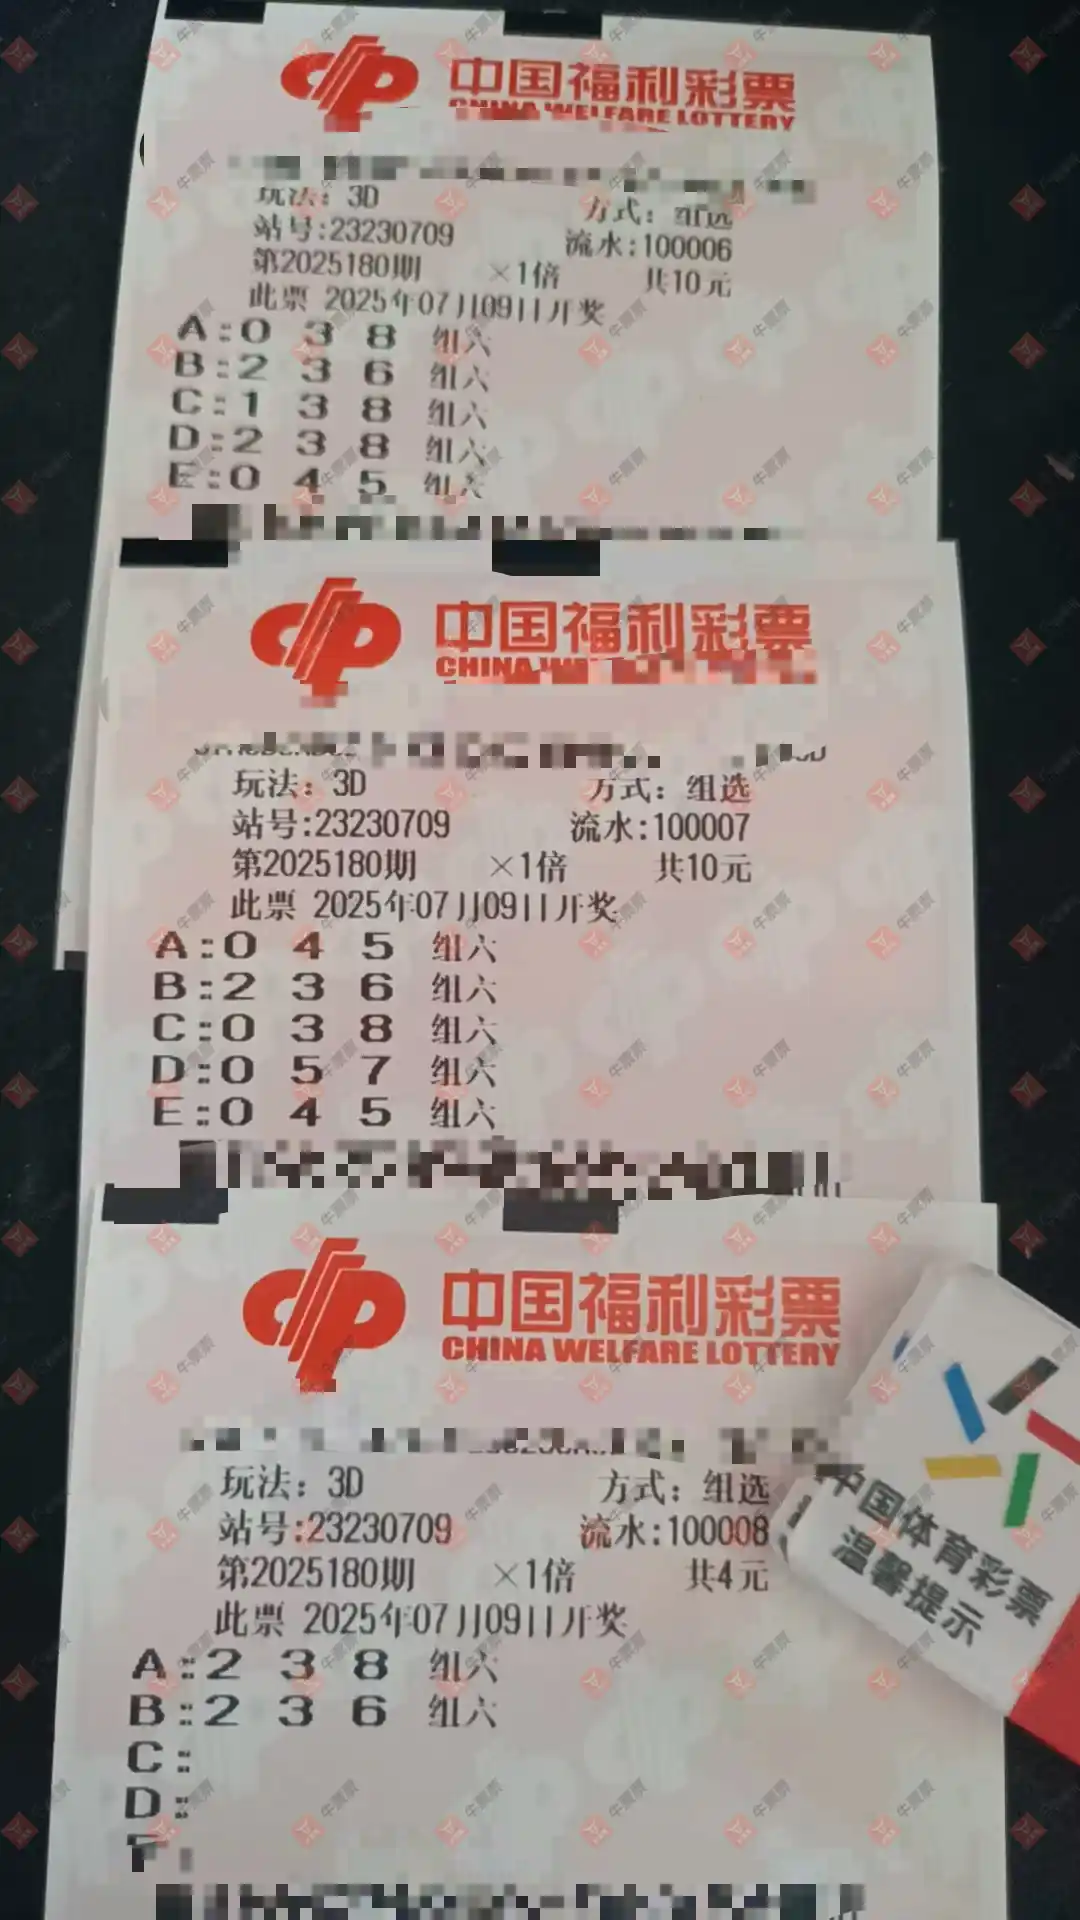 中国福利彩票
CHINA WELFARE LOTTERY
玩法：3D 方式：组选
站号:23230709 流水:100006
第2025180期 ×1倍 共10元
此票 2025年07月09日开奖
A:0 3 8 组六
B:2 3 6 组六
C:1 3 8 组六
D:2 3 8 组六
E:0 4 5 组六
中国福利彩票
CHINA
玩法：3D 方式：组选
站号:23230709 流水:100007
第2025180期 ×1倍 共10元
此票 2025年07月09日开奖
A:0 4 5 组六
B:2 3 6 组六
C:0 3 8 组六
D:0 5 7 组六
E:0 4 5 组六
中国福利彩票
CHINA WELFARE LOTTERY
玩法：3D 方式：组选
站号:23230709 流水:100008
第2025180期 ×1倍 共4元
此票 2025年07月09日开奖
A:2 3 8 组六
B:2 3 6 组六
C:
D:
中国体育彩票
温馨提示
牛票票